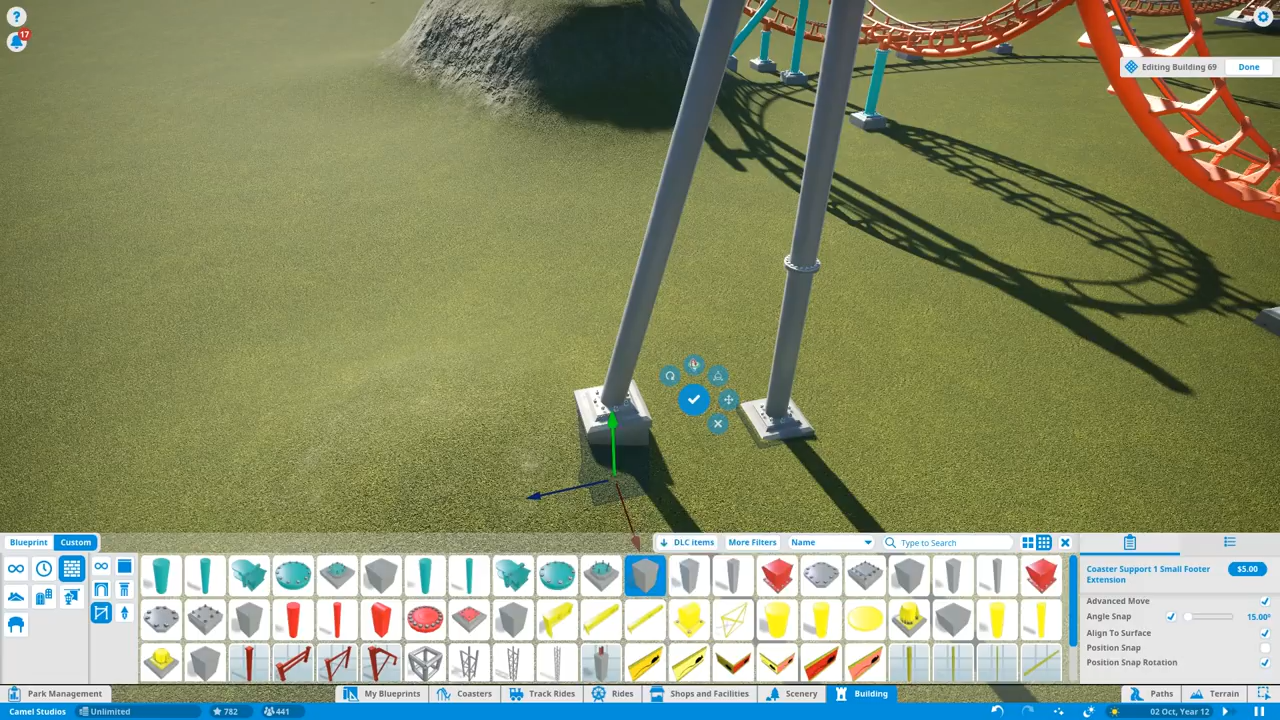 ?
17
Editing Building 69
Done
Blueprint
Custom
DLC items
More Filters
Name
Type to Search
Coaster Support 1 Small Footer
Extension
$5.00
Advanced Move
Angle Snap
15.00°
Align To Surface
Position Snap
Position Snap Rotation
Park Management
My Blueprints
Coasters
Track Rides
Rides
Shops and Facilities
Scenery
Building
Paths
Terrain
Camel Studios
Unlimited
782
441
02 Oct, Year 12